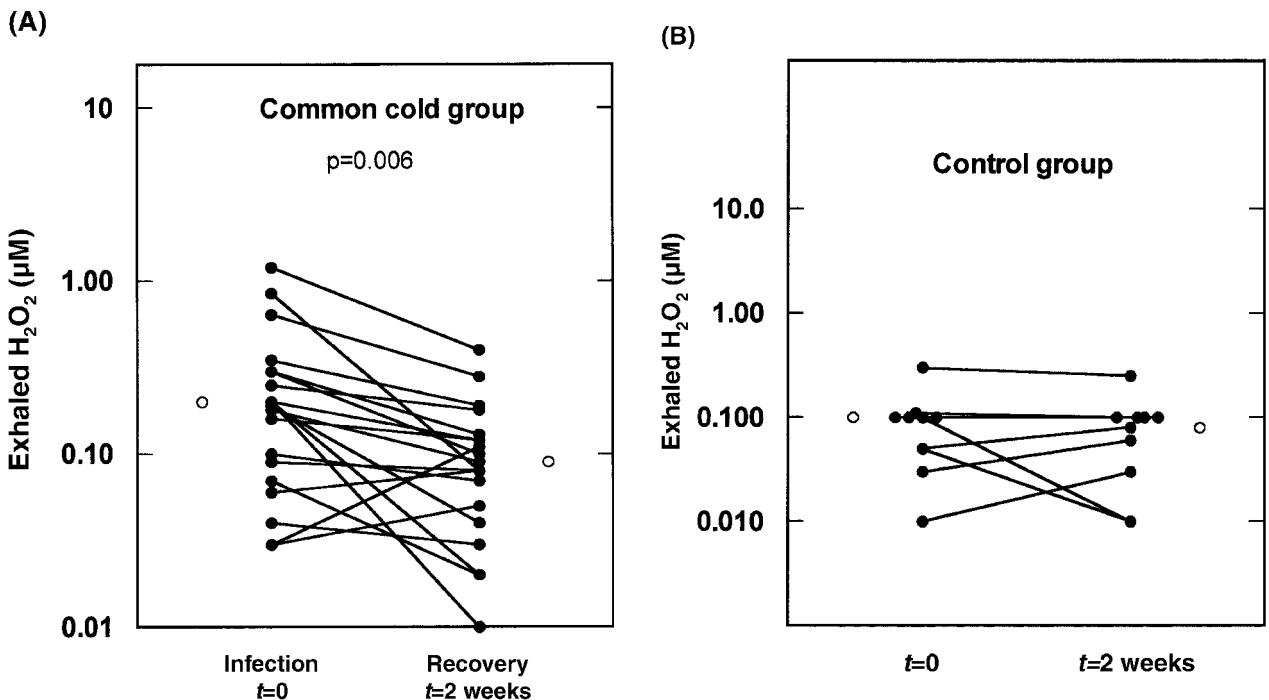 (A)
Common cold group
p=0.006
Exhaled H₂O₂ (µM)
10
1.00
0.10
0.01
Infection
t=0
Recovery
t=2 weeks
(B)
Control group
Exhaled H₂O₂ (µM)
10.0
1.00
0.100
0.010
t=0
t=2 weeks